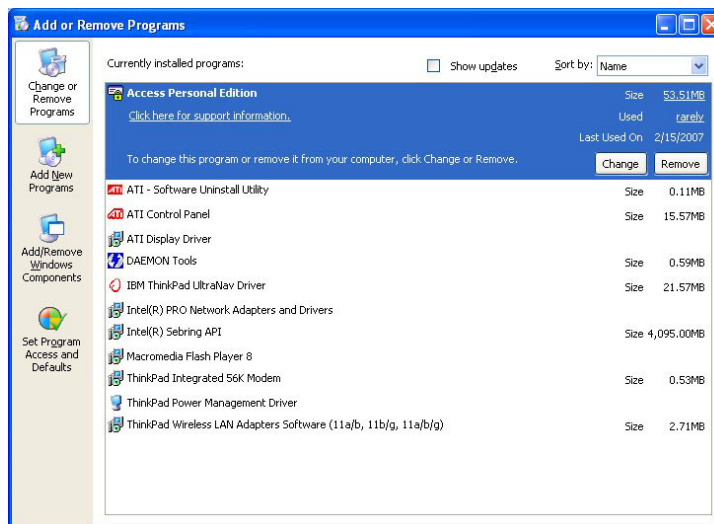 Add or Remove Programs
Change or
Remove
Programs
Add New
Programs
Add/Remove
Windows
Components
Set Program
Access and
Defaults
Currently installed programs:
Show updates
Sort by: Name
Access Personal Edition Size 53.51MB
Click here for support information. Used rarely
Last Used On 2/15/2007
To change this program or remove it from your computer, click Change or Remove. Change Remove
ATI - Software Uninstall Utility Size 0.11MB
ATI Control Panel Size 15.57MB
ATI Display Driver
DAEMON Tools Size 0.59MB
IBM ThinkPad UltraNav Driver Size 21.57MB
Intel(R) PRO Network Adapters and Drivers
Intel(R) Sebring API Size 4,095.00MB
Macromedia Flash Player 8
ThinkPad Integrated 56K Modem Size 0.53MB
ThinkPad Power Management Driver
ThinkPad Wireless LAN Adapters Software (11a/b, 11b/g, 11a/b/g) Size 2.71MB